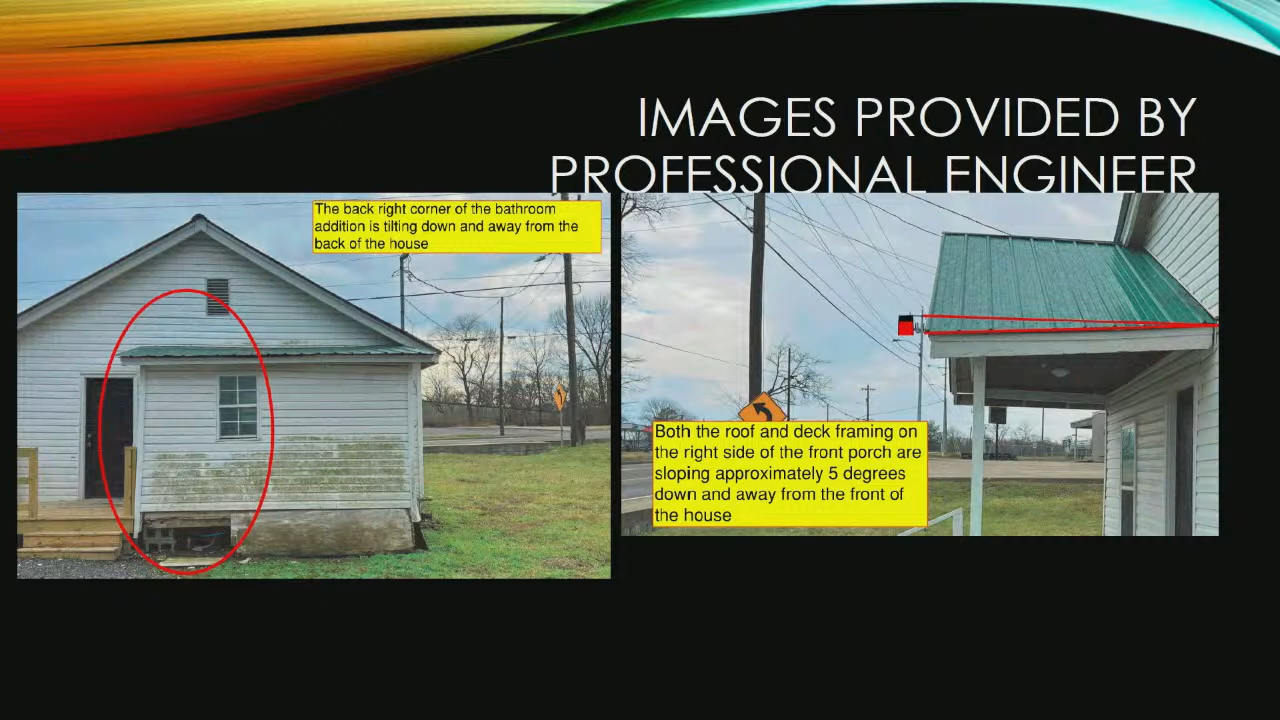 IMAGES PROVIDED BY
PROFESSIONAL ENGINEER
The back right corner of the bathroom
addition is tilting down and away from the
back of the house
Both the roof and deck framing on
the right side of the front porch are
sloping approximately 5 degrees
down and away from the front of
the house